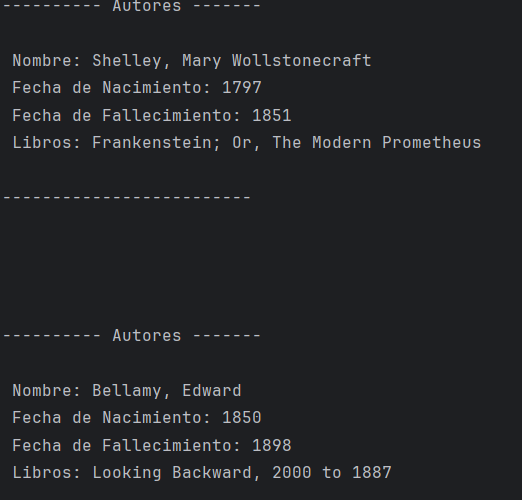 ---------- Autores -------
Nombre: Shelley, Mary Wollstonecraft
Fecha de Nacimiento: 1797
Fecha de Fallecimiento: 1851
Libros: Frankenstein; Or, The Modern Prometheus
-------------------------
---------- Autores -------
Nombre: Bellamy, Edward
Fecha de Nacimiento: 1850
Fecha de Fallecimiento: 1898
Libros: Looking Backward, 2000 to 1887